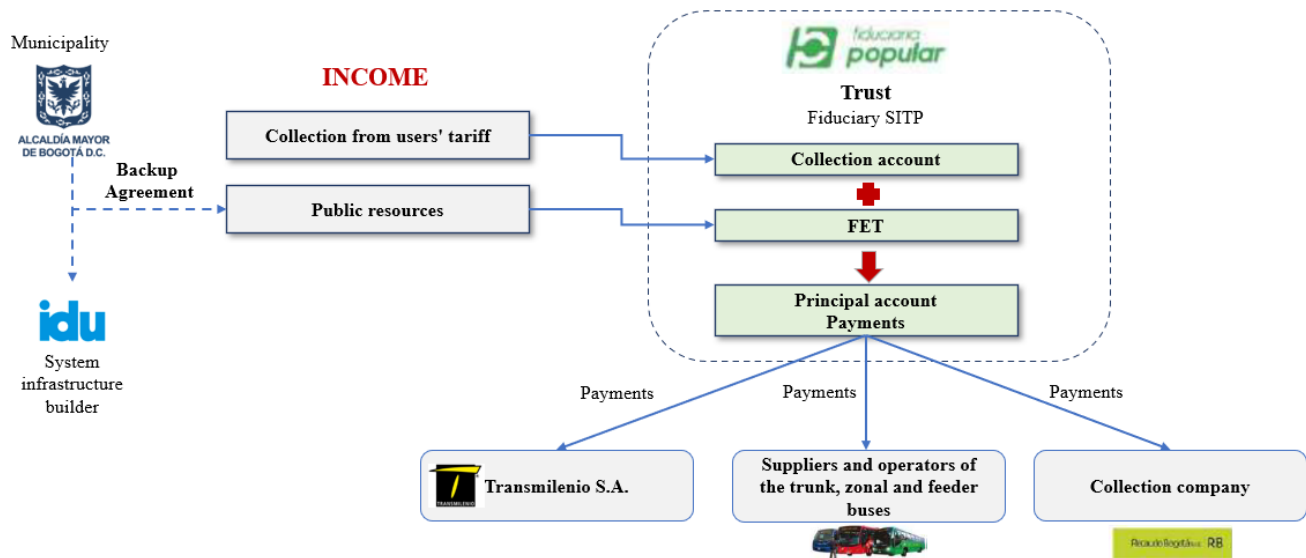 Municipality
ALCALDÍA MAYOR
DE BOGOTÁ D.C.
Backup
Agreement
idu
System
infrastructure
builder
INCOME
Collection from users' tariff
Public resources
fiduciaria
popular
Trust
Fiduciary SITP
Collection account
FET
Principal account
Payments
Payments
Payments
Payments
TRANSMILENIO
Transmilenio S.A.
Suppliers and operators of
the trunk, zonal and feeder
buses
Collection company
RB